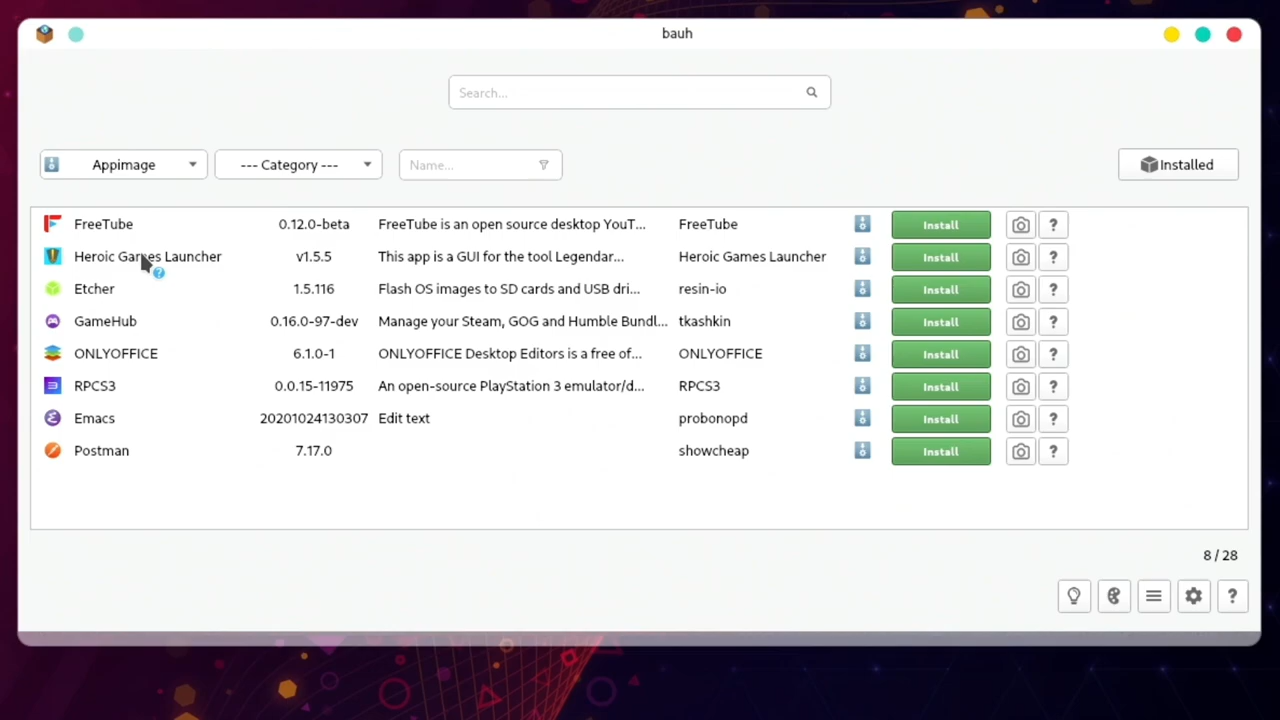 bauh
Search...
Appimage --- Category --- Name... Installed
FreeTube 0.12.0-beta FreeTube is an open source desktop YouT... FreeTube Install ?
Heroic Games Launcher v1.5.5 This app is a GUI for the tool Legendar... Heroic Games Launcher Install ?
Etcher 1.5.116 Flash OS images to SD cards and USB dri... resin-io Install ?
GameHub 0.16.0-97-dev Manage your Steam, GOG and Humble Bundl... tkashkin Install ?
ONLYOFFICE 6.1.0-1 ONLYOFFICE Desktop Editors is a free of... ONLYOFFICE Install ?
RPCS3 0.0.15-11975 An open-source PlayStation 3 emulator/d... RPCS3 Install ?
Emacs 20201024130307 Edit text probonopd Install ?
Postman 7.17.0 showcheap Install ?
8 / 28
?